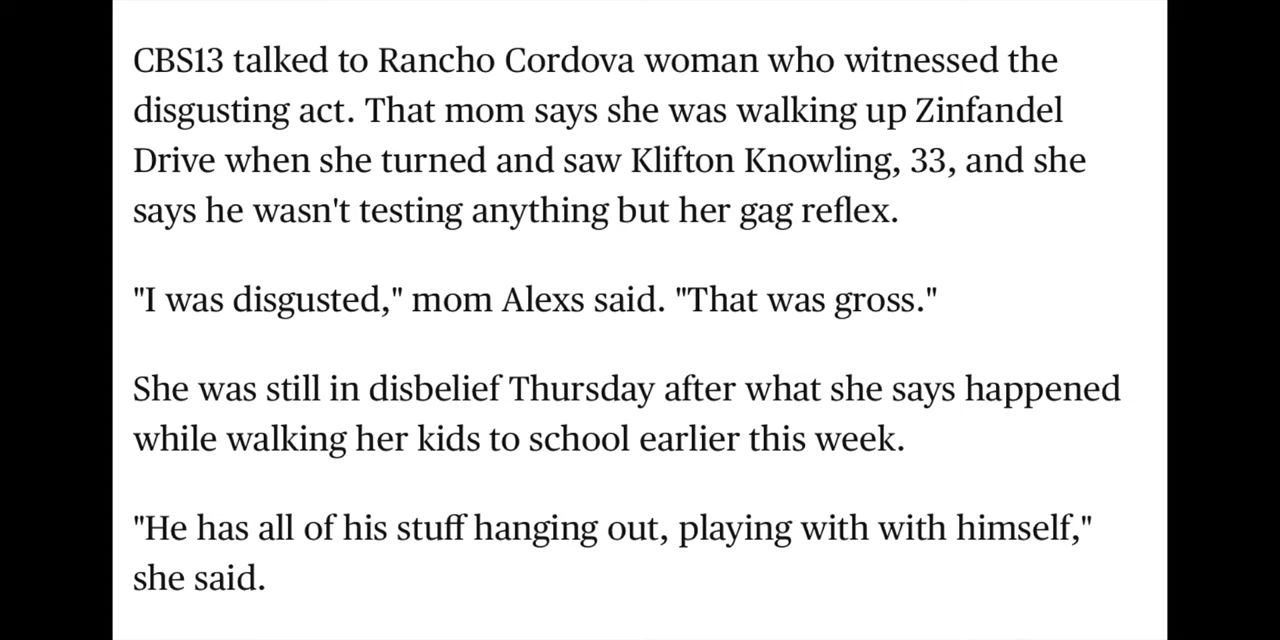 CBS13 talked to Rancho Cordova woman who witnessed the
disgusting act. That mom says she was walking up Zinfandel
Drive when she turned and saw Klifton Knowling, 33, and she
says he wasn't testing anything but her gag reflex.
"I was disgusted," mom Alexs said. "That was gross."
She was still in disbelief Thursday after what she says happened
while walking her kids to school earlier this week.
"He has all of his stuff hanging out, playing with with himself,"
she said.